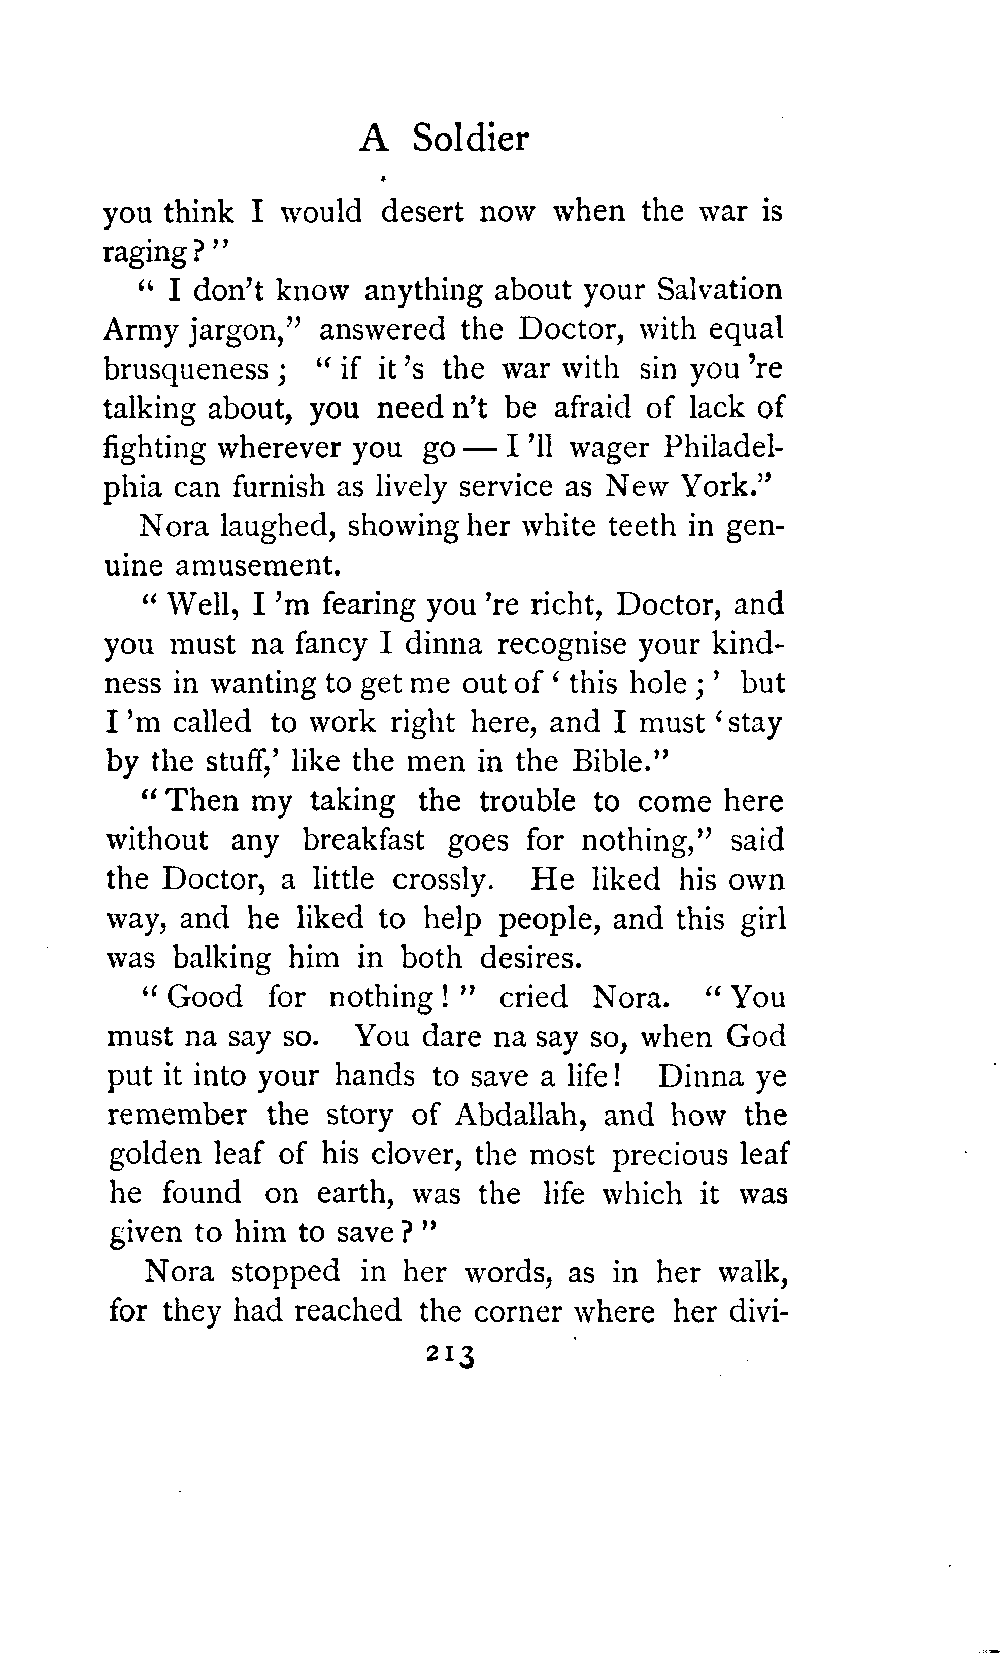 A Soldier
you think I would desert now when the war is
raging?"
" I don't know anything about your Salvation
Army jargon," answered the Doctor, with equal
brusqueness; " if it 's the war with sin you 're
talking about, you need n't be afraid of lack of
fighting wherever you go — I 'll wager Philadel-
phia can furnish as lively service as New York."
Nora laughed, showing her white teeth in gen-
uine amusement.
" Well, I 'm fearing you 're richt, Doctor, and
you must na fancy I dinna recognise your kind-
ness in wanting to get me out of ' this hole ; ' but
I 'm called to work right here, and I must ' stay
by the stuff,' like the men in the Bible."
" Then my taking the trouble to come here
without any breakfast goes for nothing," said
the Doctor, a little crossly. He liked his own
way, and he liked to help people, and this girl
was balking him in both desires.
" Good for nothing ! " cried Nora. " You
must na say so. You dare na say so, when God
put it into your hands to save a life! Dinna ye
remember the story of Abdallah, and how the
golden leaf of his clover, the most precious leaf
he found on earth, was the life which it was
given to him to save ? "
Nora stopped in her words, as in her walk,
for they had reached the corner where her divi-
213